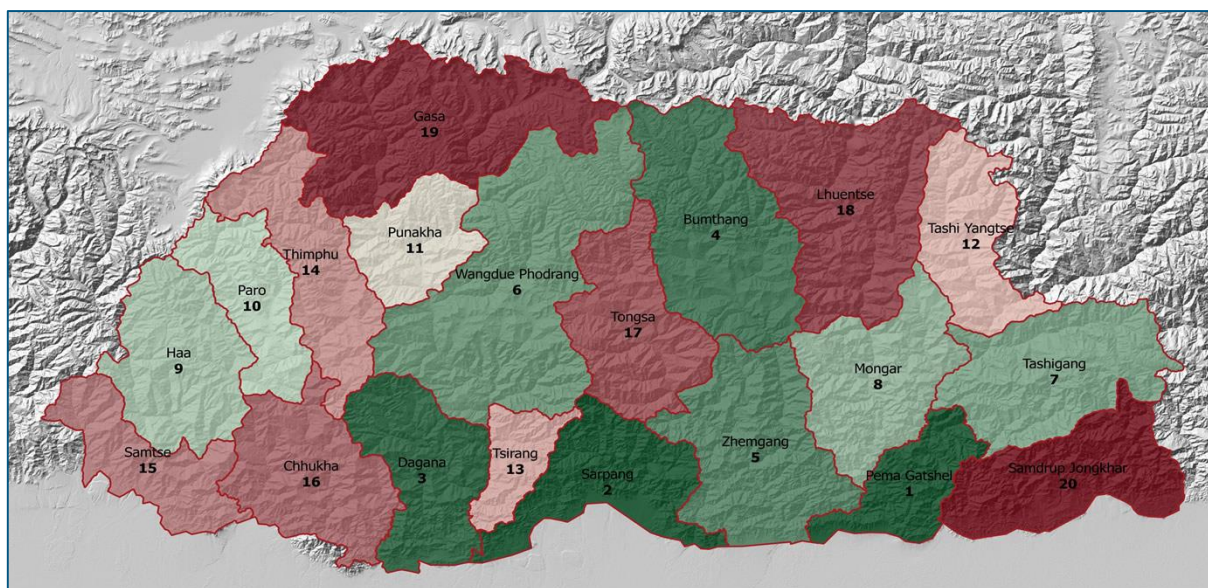 Gasa
19
Bumthang
4
Lhuentse
18
Tashi Yangtse
12
Punakha
11
Thimphu
14
Wangdue Phodrang
6
Paro
10
Tongsa
17
Haa
9
Mongar
8
Tashigang
7
Samtse
15
Chhukha
16
Dagana
3
Tsirang
13
Sarpang
2
Zhemgang
5
Pema Gatshel
1
Samdrup Jongkhar
20